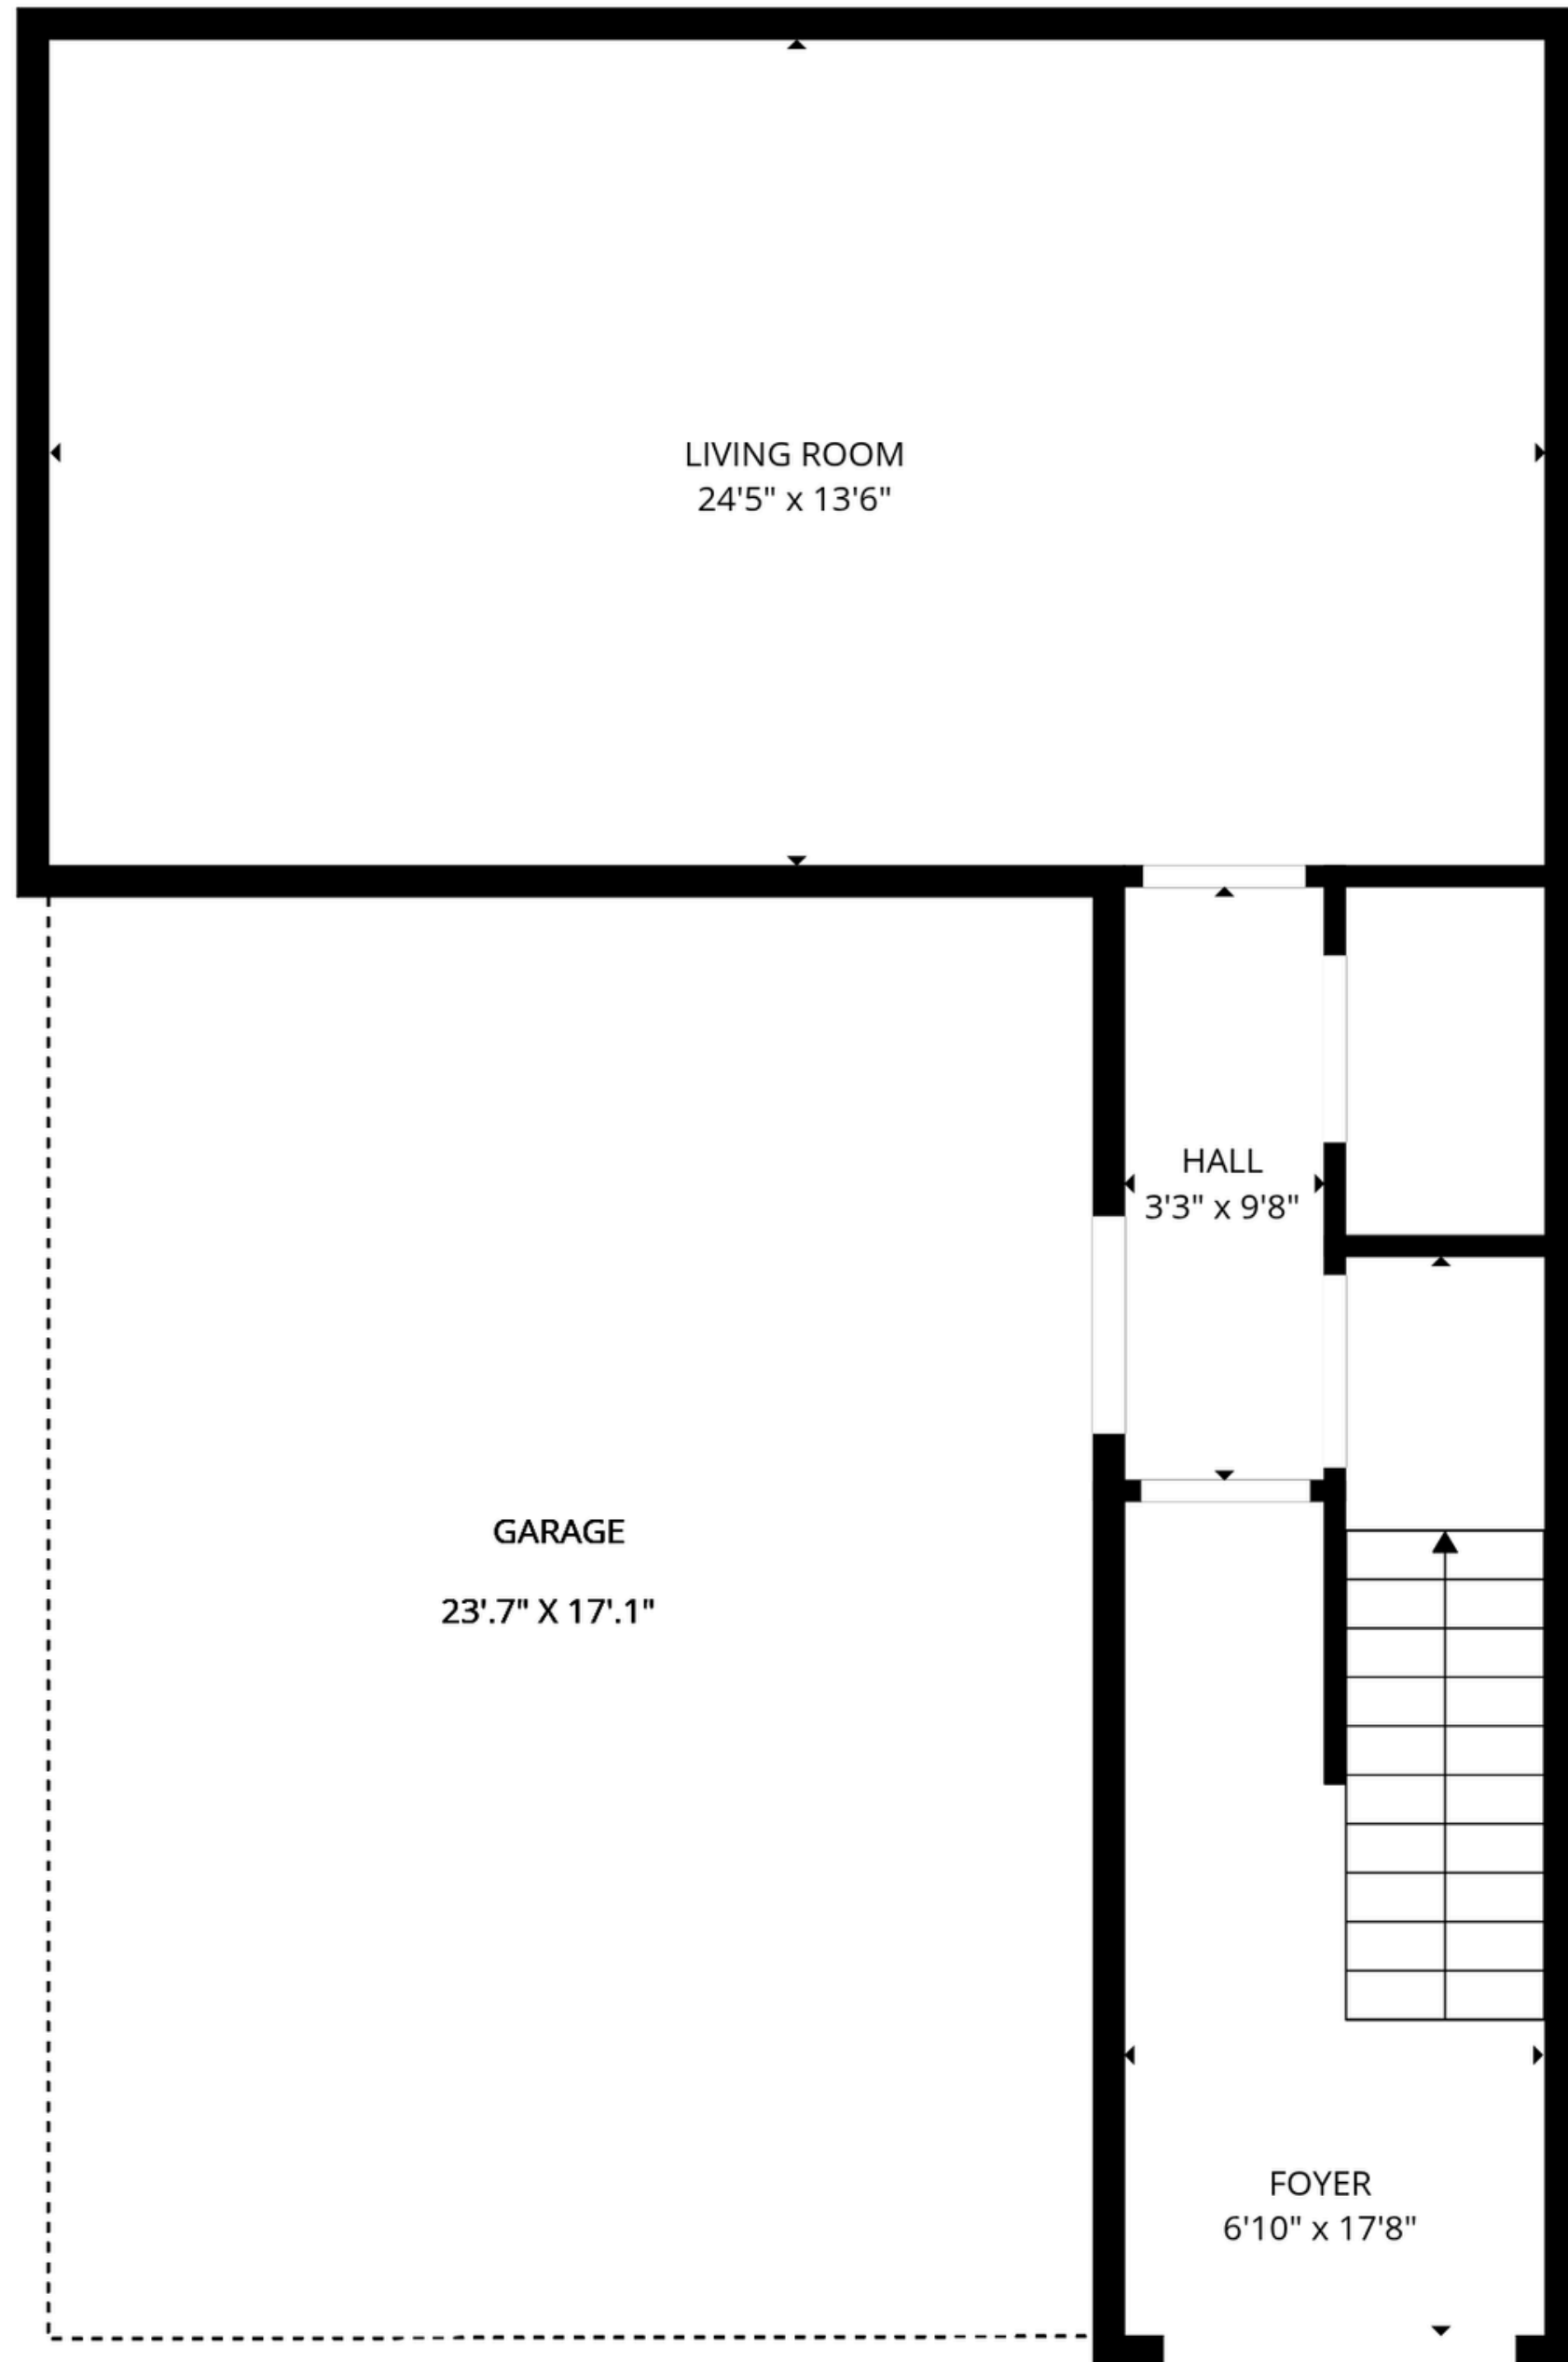 LIVING ROOM
24'5" x 13'6"
HALL
3'3" x 9'8"
GARAGE
23'.7" X 17'.1"
FOYER
6'10" x 17'8"